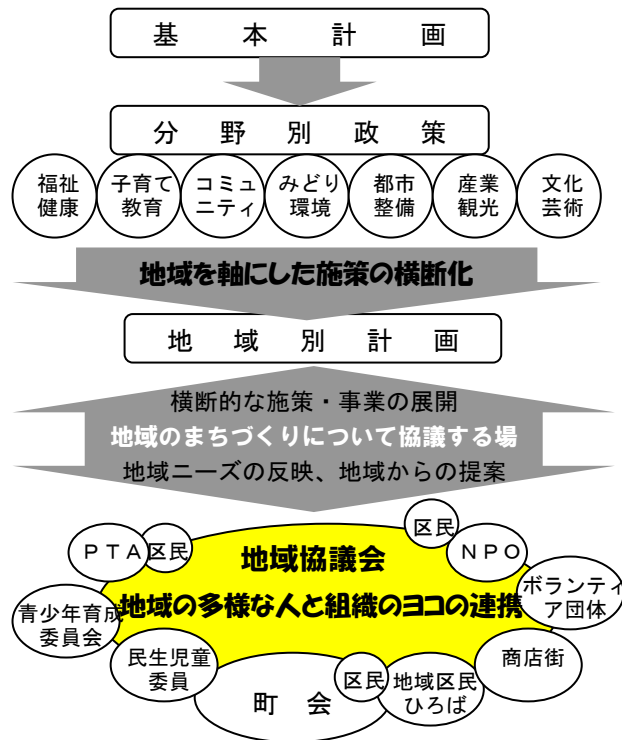 基本計画
分野別政策
福祉
健康
子育て
教育
コミュ
ニティ
みどり
環境
都市
整備
産業
観光
文化
芸術
地域を軸にした施策の横断化
地域別計画
横断的な施策・事業の展開
地域のまちづくりについて協議する場
地域ニーズの反映、地域からの提案
区民
ＰＴＡ
区民
ＮＰＯ
地域協議会
ボランティ
ア団体
地域の多様な人と組織のヨコの連携
青少年育成
委員会
民生児童
委員
商店街
区民
地域区民
ひろば
町会